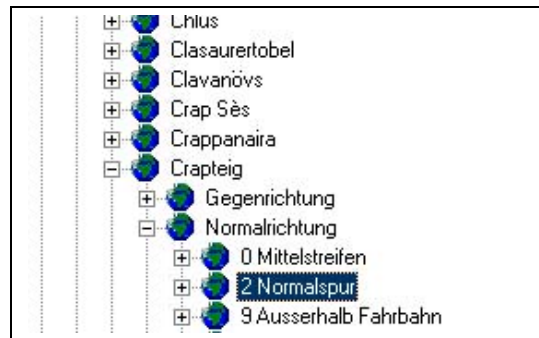 Chlus
Clasaurertobel
Clavanövs
Crap Sès
Crappanaira
Crapteig
Gegenrichtung
Normalrichtung
0 Mittelstreifen
2 Normalspur
9 Ausserhalb Fahrbahn